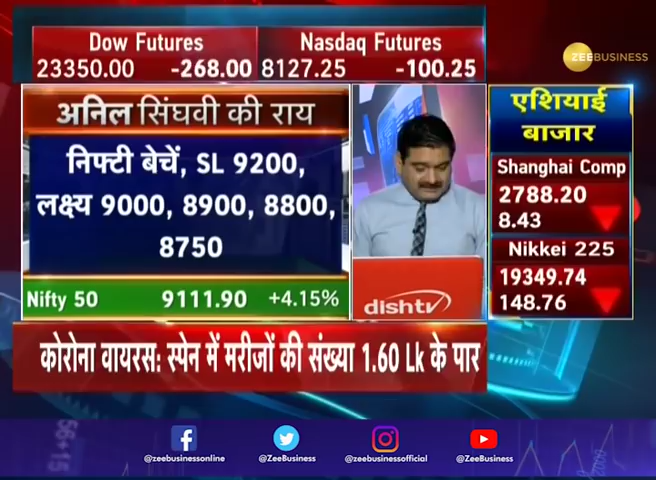 Dow Futures
23350.00 -268.00
Nasdaq Futures
8127.25 -100.25
ZEEBUSINESS
अनिल सिंघवी की राय
निफ्टी बेचें, SL 9200,
लक्ष्य 9000, 8900, 8800,
8750
Nifty 50 9111.90 +4.15%
dishtv
एशियाई
बाजार
Shanghai Comp
2788.20
8.43
Nikkei 225
19349.74
148.76
कोरोना वायरस: स्पेन में मरीजों की संख्या 1.60 Lk के पार
@zeebusinessonline
@ZeeBusiness
@zeebusinessofficial
@ZeeBusiness